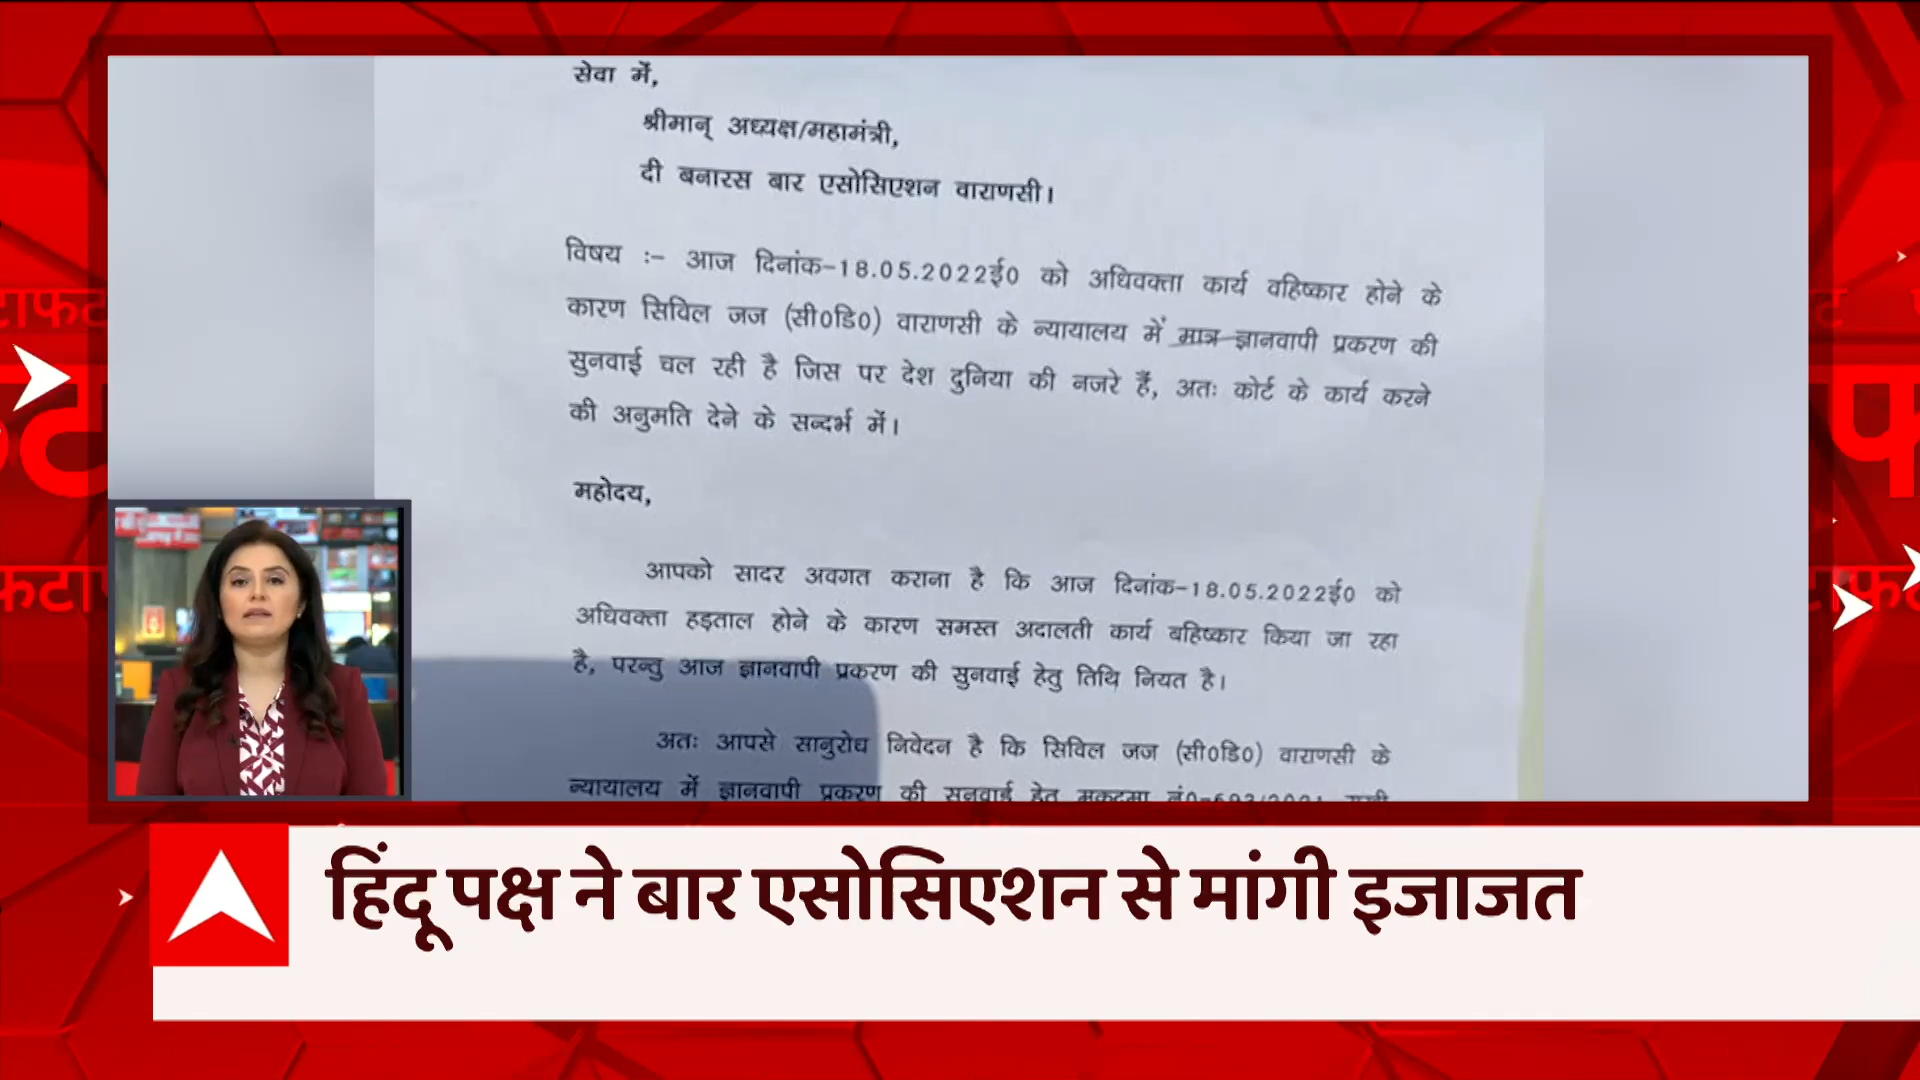 सेवा में,
श्रीमान् अध्यक्ष/महामंत्री,
दी बनारस बार एसोसिएशन वाराणसी।
विषय :- आज दिनांक-18.05.2022ई0 को अधिवक्ता कार्य वहिष्कार होने के
कारण सिविल जज (सी0डि0) वाराणसी के न्यायालय में मात्र ज्ञानवापी प्रकरण की
सुनवाई चल रही है जिस पर देश दुनिया की नजरे हैं, अतः कोर्ट के कार्य करने
की अनुमति देने के सन्दर्भ में।
महोदय,
आपको सादर अवगत कराना है कि आज दिनांक-18.05.2022ई0 को
अधिवक्ता हड़ताल होने के कारण समस्त अदालती कार्य बहिष्कार किया जा रहा
है, परन्तु आज ज्ञानवापी प्रकरण की सुनवाई हेतु तिथि नियत है।
अतः आपसे सानुरोध निवेदन है कि सिविल जज (सी0डि0) वाराणसी के
न्यायालय में ज्ञानवापी प्रकरण की सुनवाई हेतु मुकदमा
हिंदू पक्ष ने बार एसोसिएशन से मांगी इजाजत